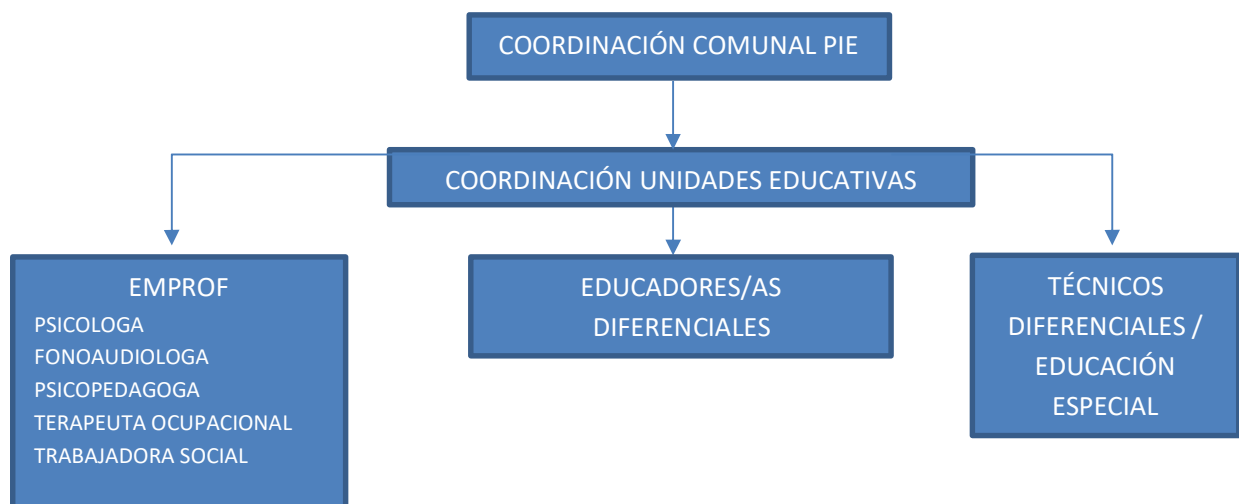 COORDINACIÓN COMUNAL PIE
COORDINACIÓN UNIDADES EDUCATIVAS
EMPROF
PSICOLOGA
FONOAUDIOLOGA
PSICOPEDAGOGA
TERAPEUTA OCUPACIONAL
TRABAJADORA SOCIAL
EDUCADORES/AS
DIFERENCIALES
TÉCNICOS
DIFERENCIALES /
EDUCACIÓN
ESPECIAL